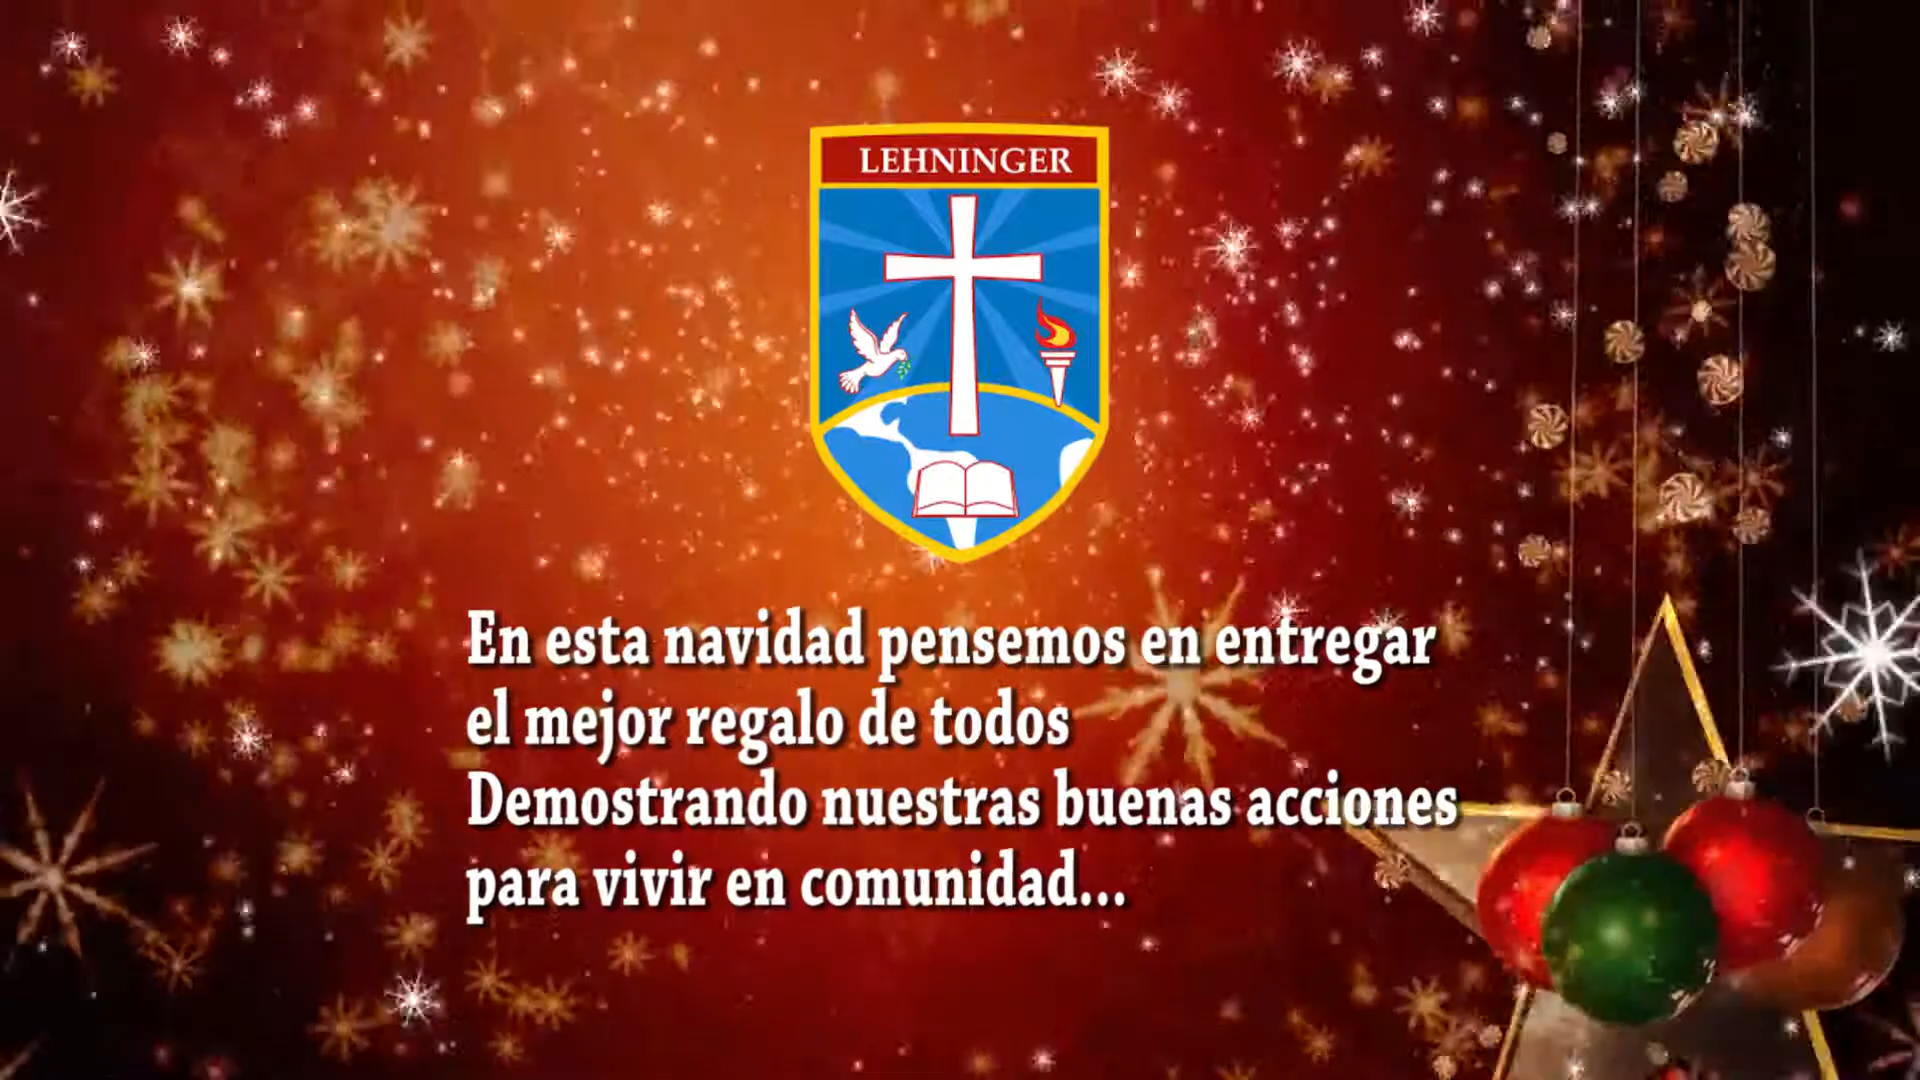 LEHNINGER
En esta navidad pensemos en entregar
el mejor regalo de todos
Demostrando nuestras buenas acciones
para vivir en comunidad...